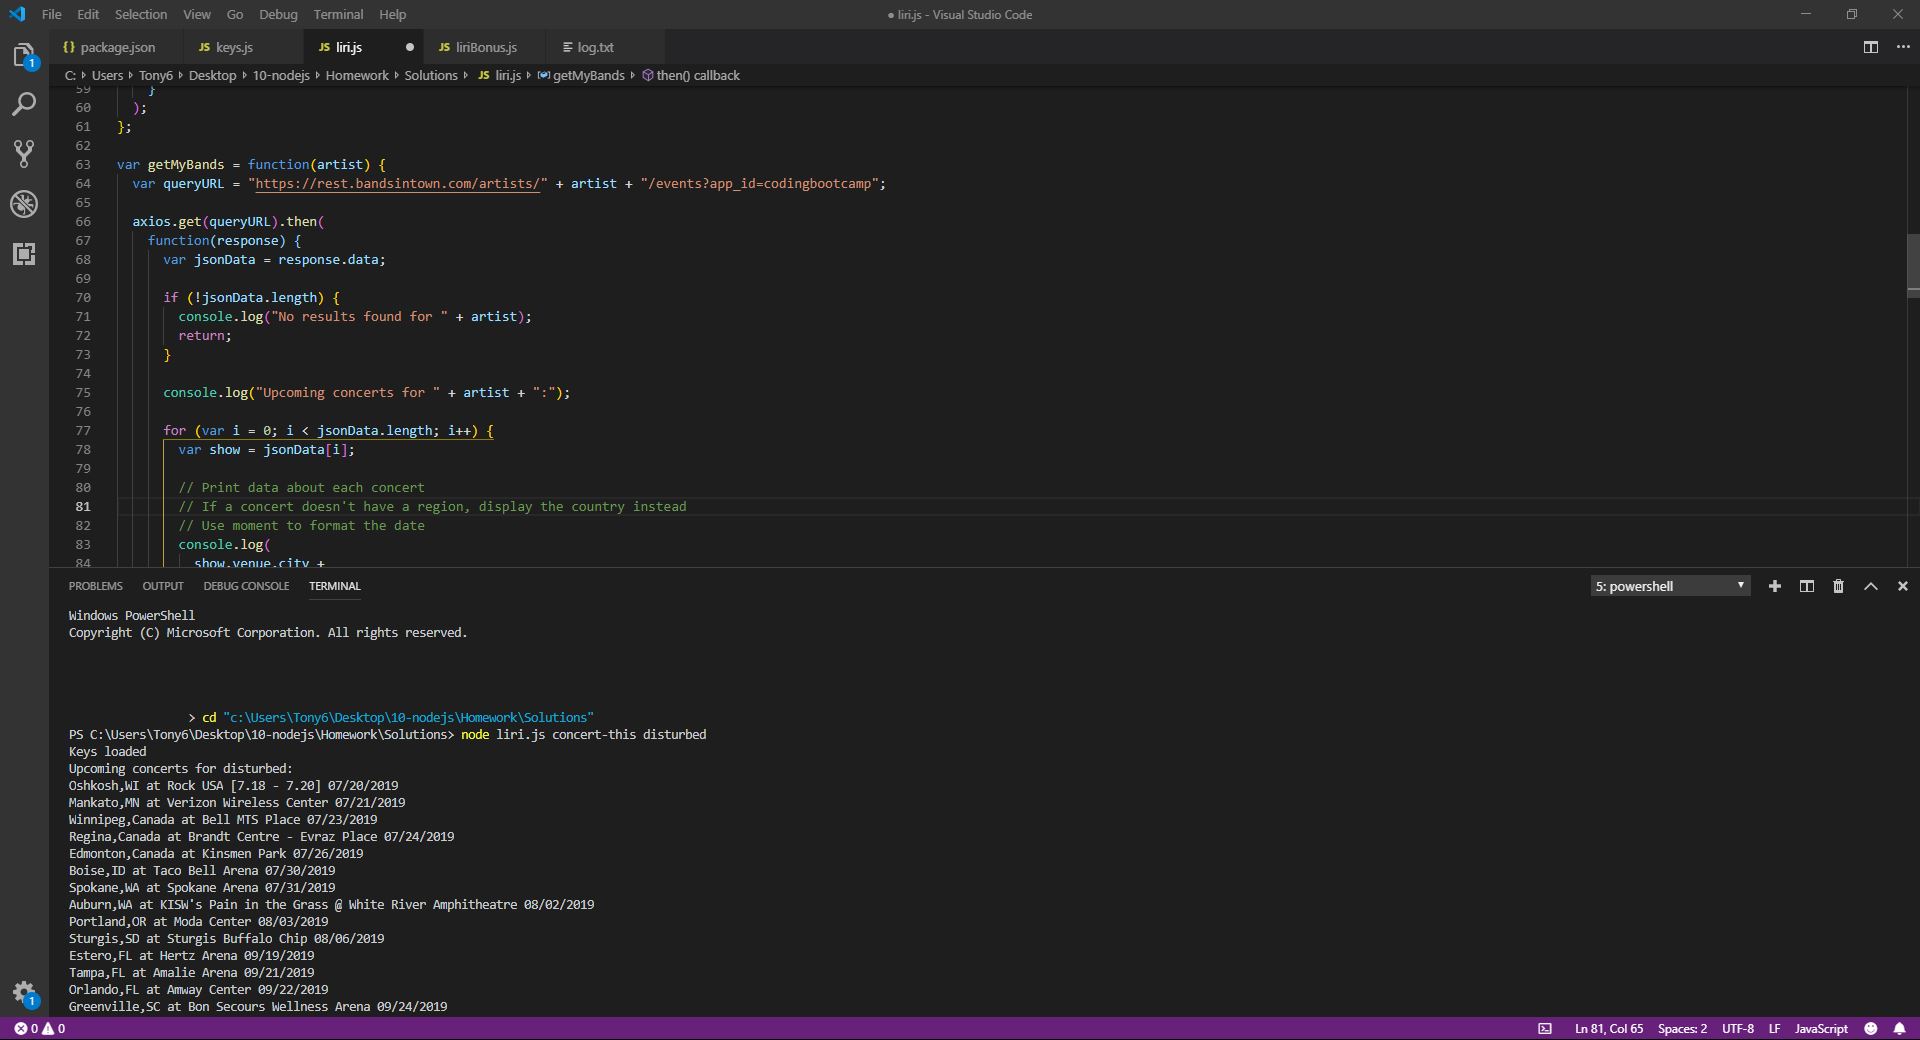 File Edit Selection View Go Debug Terminal Help
● liri.js - Visual Studio Code
{} package.json JS keys.js JS liri.js ● JS liriBonus.js log.txt
C: Users Tony6 Desktop 10-nodejs Homework Solutions JS liri.js getMyBands then() callback
59 }
60 );
61 };
62
63 var getMyBands = function(artist) {
64 var queryURL = "https://rest.bandsintown.com/artists/" + artist + "/events?app_id=codingbootcamp";
65
66 axios.get(queryURL).then(
67 function(response) {
68 var jsonData = response.data;
69
70 if (!jsonData.length) {
71 console.log("No results found for " + artist);
72 return;
73 }
74
75 console.log("Upcoming concerts for " + artist + ":");
76
77 for (var i = 0; i < jsonData.length; i++) {
78 var show = jsonData[i];
79
80 // Print data about each concert
81 // If a concert doesn't have a region, display the country instead
82 // Use moment to format the date
83 console.log(
84 show.venue.city +
1
PROBLEMS OUTPUT DEBUG CONSOLE TERMINAL
5: powershell
Windows PowerShell
Copyright (C) Microsoft Corporation. All rights reserved.
> cd "c:\Users\Tony6\Desktop\10-nodejs\Homework\Solutions"
PS C:\Users\Tony6\Desktop\10-nodejs\Homework\Solutions> node liri.js concert-this disturbed
Keys loaded
Upcoming concerts for disturbed:
Oshkosh,WI at Rock USA [7.18 - 7.20] 07/20/2019
Mankato,MN at Verizon Wireless Center 07/21/2019
Winnipeg,Canada at Bell MTS Place 07/23/2019
Regina,Canada at Brandt Centre - Evraz Place 07/24/2019
Edmonton,Canada at Kinsmen Park 07/26/2019
Boise,ID at Taco Bell Arena 07/30/2019
Spokane,WA at Spokane Arena 07/31/2019
Auburn,WA at KISW's Pain in the Grass @ White River Amphitheatre 08/02/2019
Portland,OR at Moda Center 08/03/2019
Sturgis,SD at Sturgis Buffalo Chip 08/06/2019
Estero,FL at Hertz Arena 09/19/2019
Tampa,FL at Amalie Arena 09/21/2019
Orlando,FL at Amway Center 09/22/2019
Greenville,SC at Bon Secours Wellness Arena 09/24/2019
1
0 0
Ln 81, Col 65 Spaces: 2 UTF-8 LF JavaScript